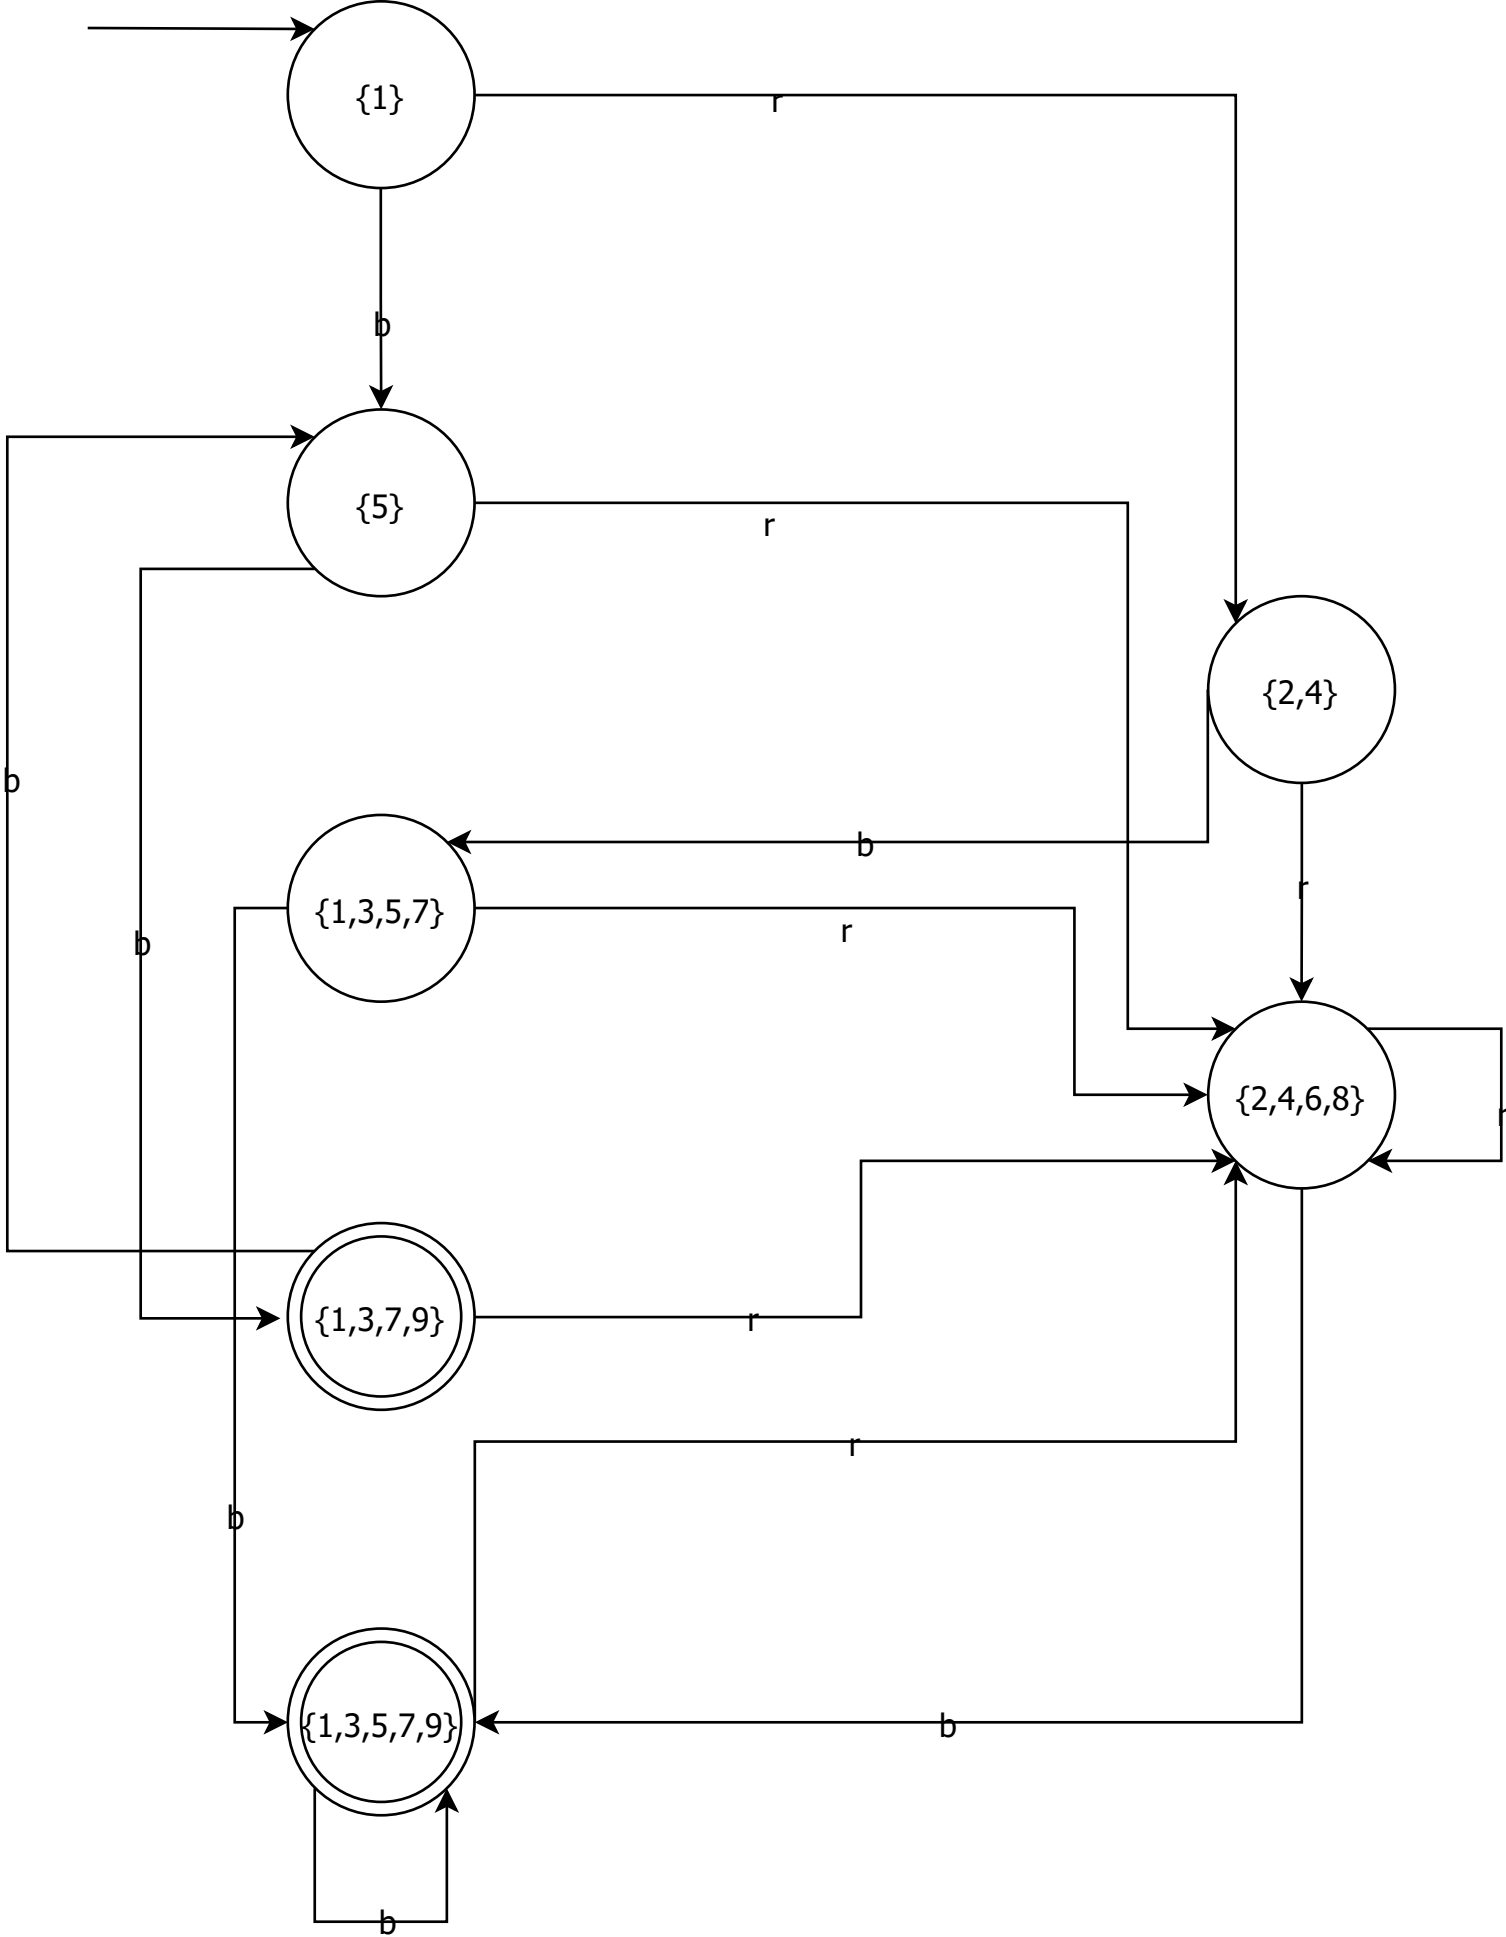 {1}
r
b
{5}
r
{2,4}
b
b
r
{1,3,5,7}
r
b
{2,4,6,8}
r
{1,3,7,9}
r
r
b
{1,3,5,7,9}
b
b